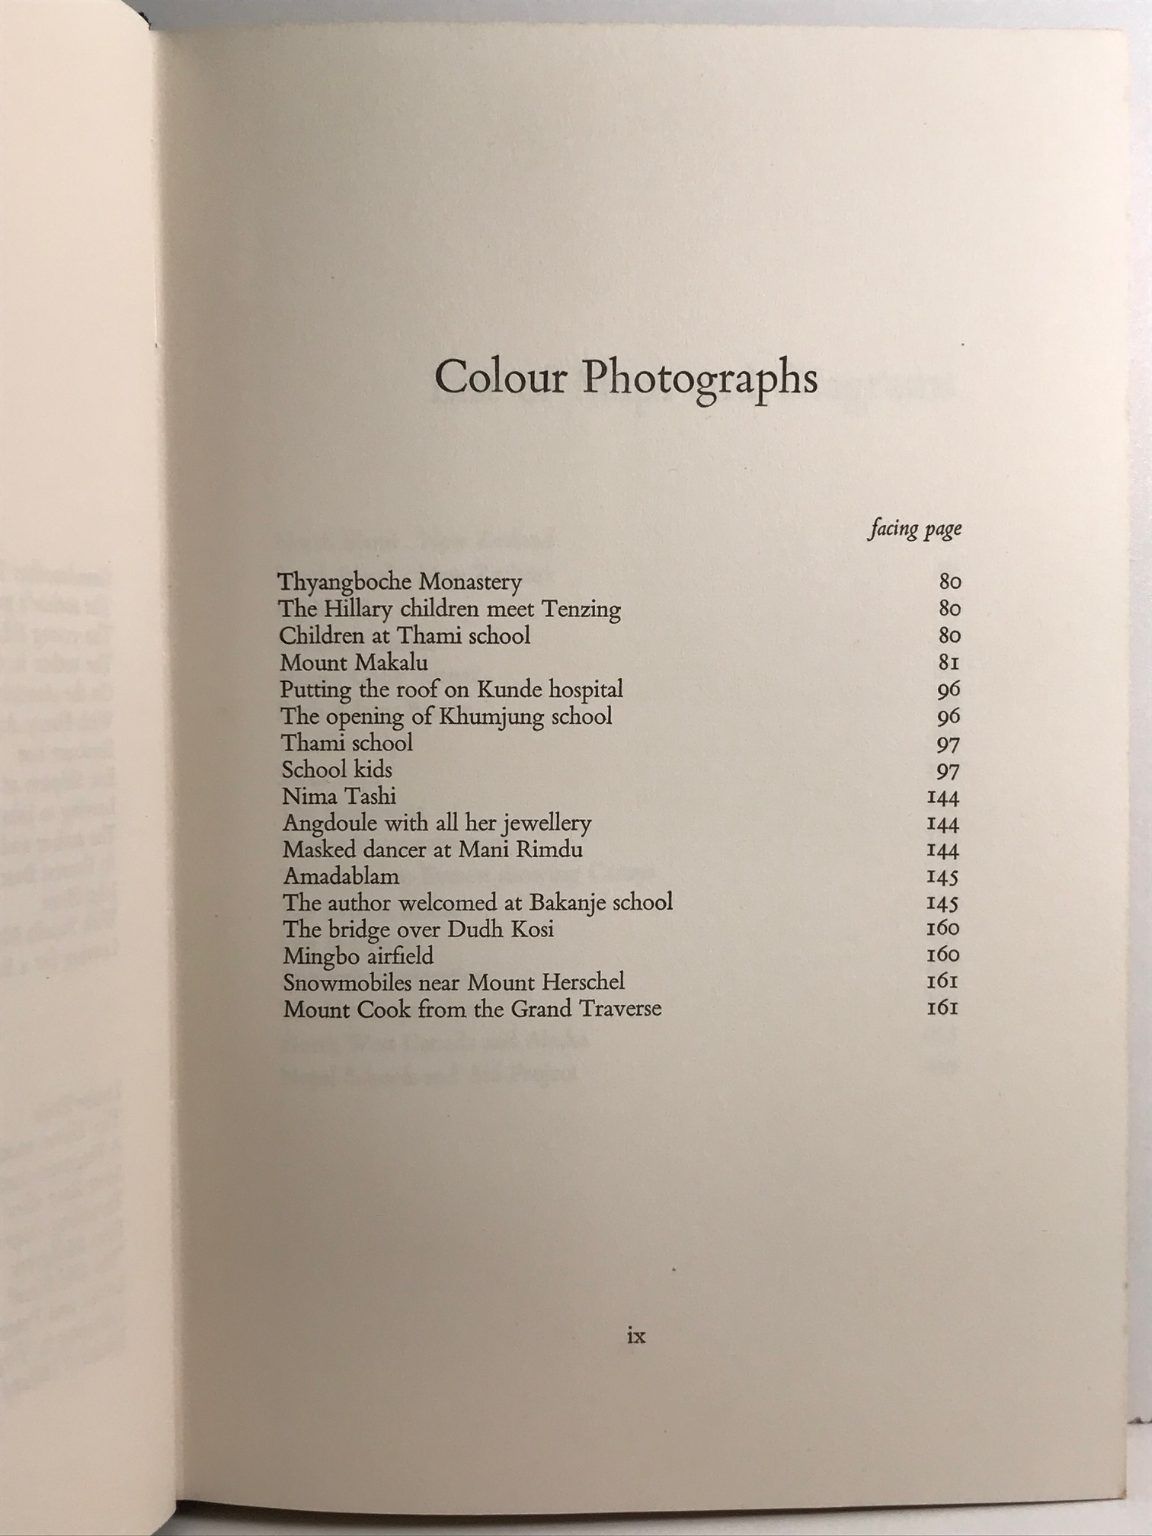 Colour Photographs
facing page
Thyangboche Monastery 80
The Hillary children meet Tenzing 80
Children at Thami school 80
Mount Makalu 81
Putting the roof on Kunde hospital 96
The opening of Khumjung school 96
Thami school 97
School kids 97
Nima Tashi 144
Angdoule with all her jewellery 144
Masked dancer at Mani Rimdu 144
Amadablam 145
The author welcomed at Bakanje school 145
The bridge over Dudh Kosi 160
Mingbo airfield 160
Snowmobiles near Mount Herschel 161
Mount Cook from the Grand Traverse 161
ix